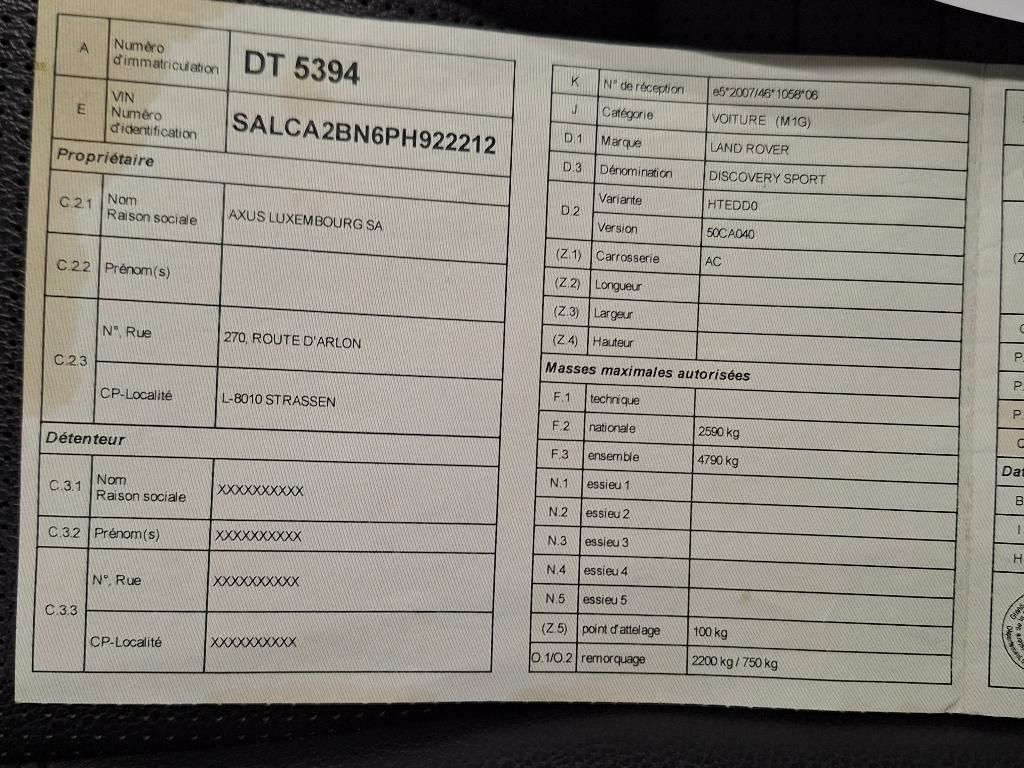 A Numéro d'immatriculation DT 5394
E VIN Numéro d'identification SALCA2BN6PH922212
Propriétaire
C.2.1 Nom Raison sociale AXUS LUXEMBOURG SA
C.2.2 Prénom(s)
C.2.3 N°, Rue 270, ROUTE D'ARLON
CP-Localité L-8010 STRASSEN
Détenteur
C.3.1 Nom Raison sociale XXXXXXXXXX
C.3.2 Prénom(s) XXXXXXXXXX
C.3.3 N°, Rue XXXXXXXXXX
CP-Localité XXXXXXXXXX
K N° de réception e5*2007/46*1058*06
J Catégorie VOITURE (M1G)
D.1 Marque LAND ROVER
D.3 Dénomination DISCOVERY SPORT
D.2 Variante HTEDD0
Version 50CA040
(Z.1) Carrosserie AC
(Z.2) Longueur
(Z.3) Largeur
(Z.4) Hauteur
Masses maximales autorisées
F.1 technique
F.2 nationale 2590 kg
F.3 ensemble 4790 kg
N.1 essieu 1
N.2 essieu 2
N.3 essieu 3
N.4 essieu 4
N.5 essieu 5
(Z.5) point d'attelage 100 kg
O.1/O.2 remorquage 2200 kg / 750 kg